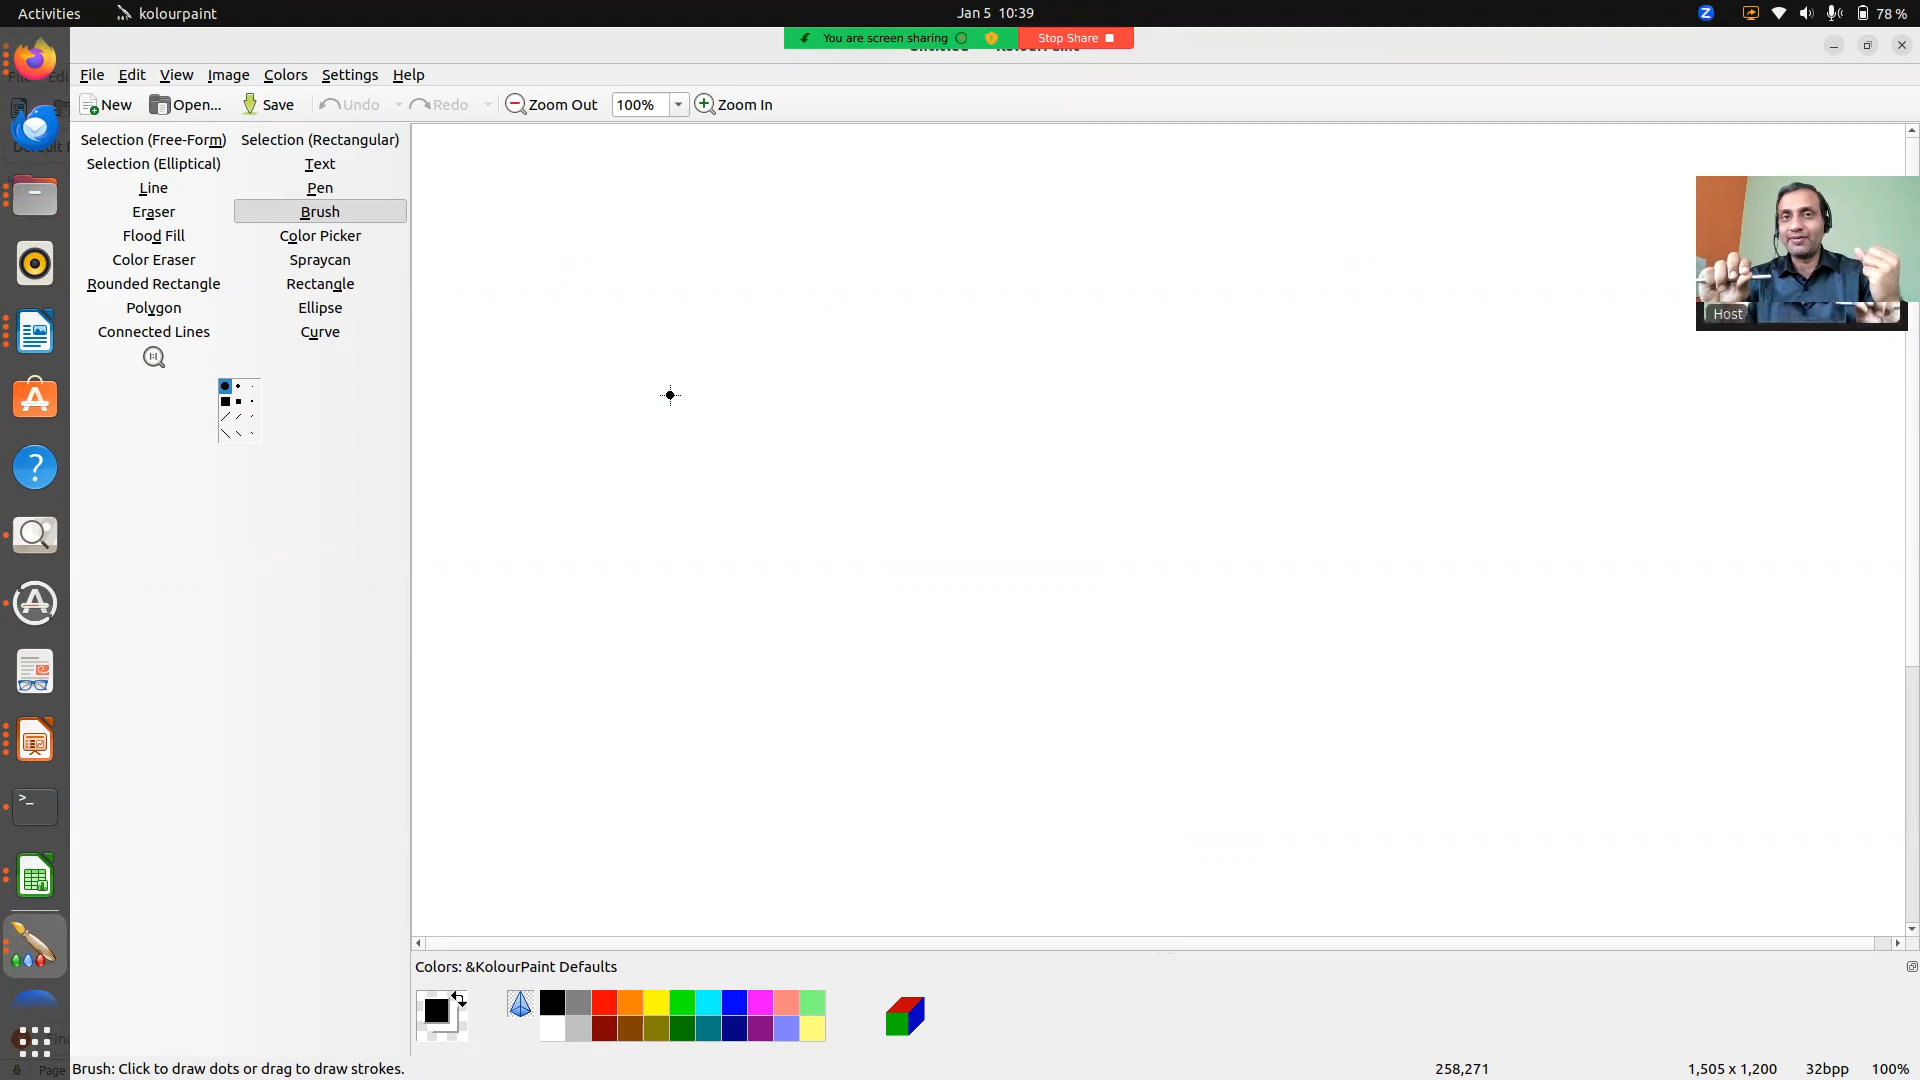 Activities
kolourpaint
Jan 5 10:39
78 %
You are screen sharing
Stop Share
File Edit View Image Colors Settings Help
New Open... Save Undo Redo Zoom Out 100% Zoom In
Selection (Free-Form) Selection (Rectangular)
Selection (Elliptical) Text
Line Pen
Eraser Brush
Flood Fill Color Picker
Color Eraser Spraycan
Rounded Rectangle Rectangle
Polygon Ellipse
Connected Lines Curve
Host
Colors: &KolourPaint Defaults
Page
Brush: Click to draw dots or drag to draw strokes.
258,271
1,505 x 1,200
32bpp
100%